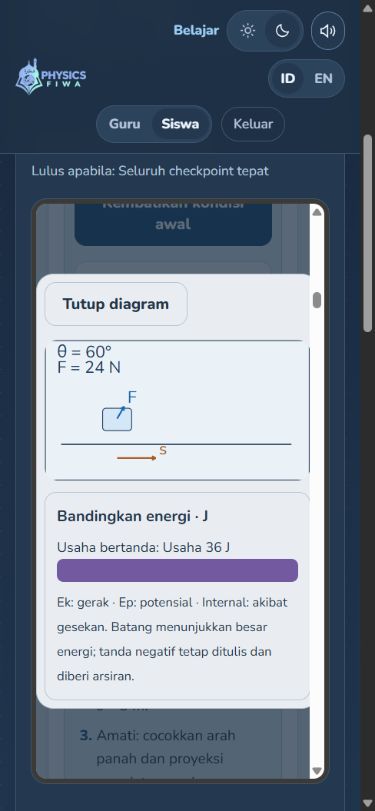 Belajar
PHYSICS
FIWA
ID EN
Guru Siswa Keluar
Lulus apabila: Seluruh checkpoint tepat
Kembalikan kondisi
awal
Tutup diagram
θ = 60°
F = 24 N
F
s
Bandingkan energi · J
Usaha bertanda: Usaha 36 J
Ek: gerak · Ep: potensial · Internal: akibat
gesekan. Batang menunjukkan besar
energi; tanda negatif tetap ditulis dan
diberi arsiran.
3. Amati: cocokkan arah
panah dan proyeksi